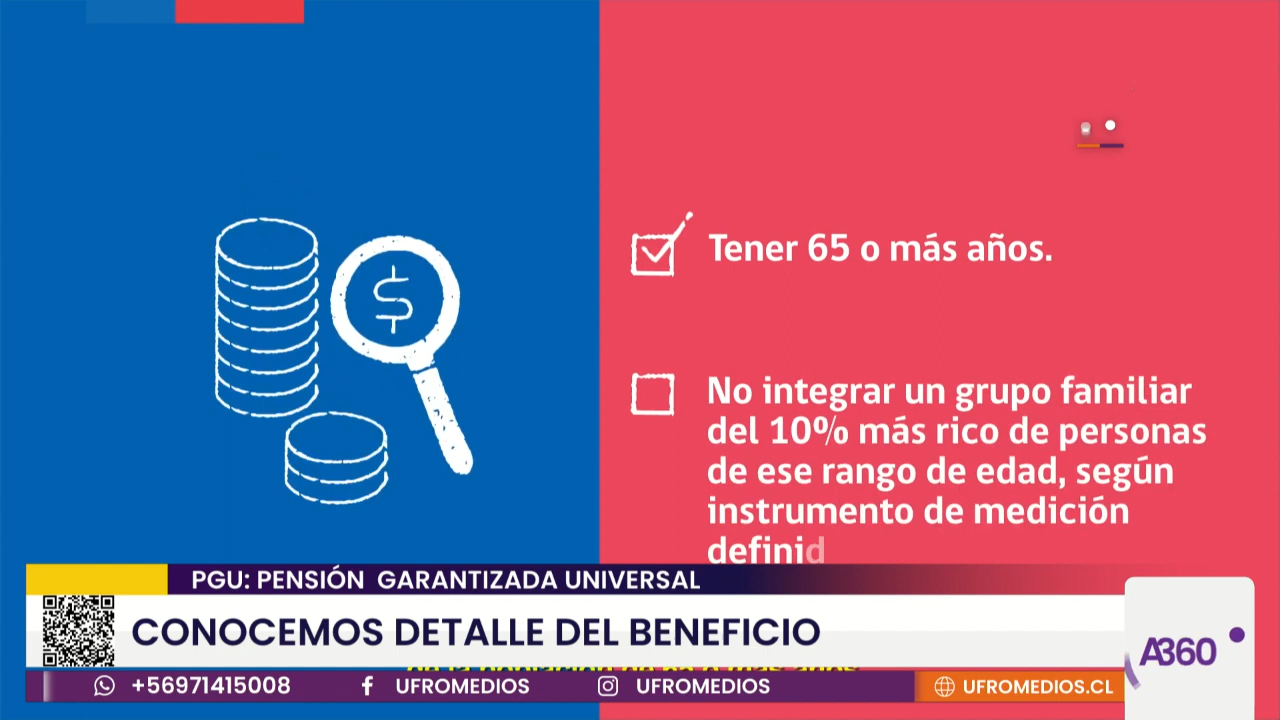 $
Tener 65 o más años.
No integrar un grupo familiar
del 10% más rico de personas
de ese rango de edad, según
instrumento de medición
definid
PGU: PENSIÓN GARANTIZADA UNIVERSAL
CONOCEMOS DETALLE DEL BENEFICIO
A360
+56971415008
UFROMEDIOS
UFROMEDIOS
UFROMEDIOS.CL